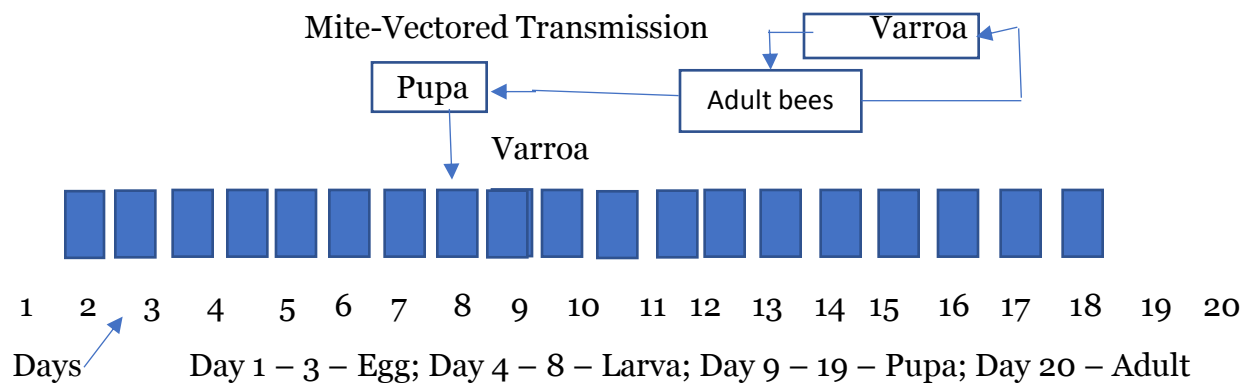 Mite-Vectored Transmission
Varroa
Pupa
Adult bees
Varroa
1 2 3 4 5 6 7 8 9 10 11 12 13 14 15 16 17 18 19 20
Days
Day 1 – 3 – Egg; Day 4 – 8 – Larva; Day 9 – 19 – Pupa; Day 20 – Adult